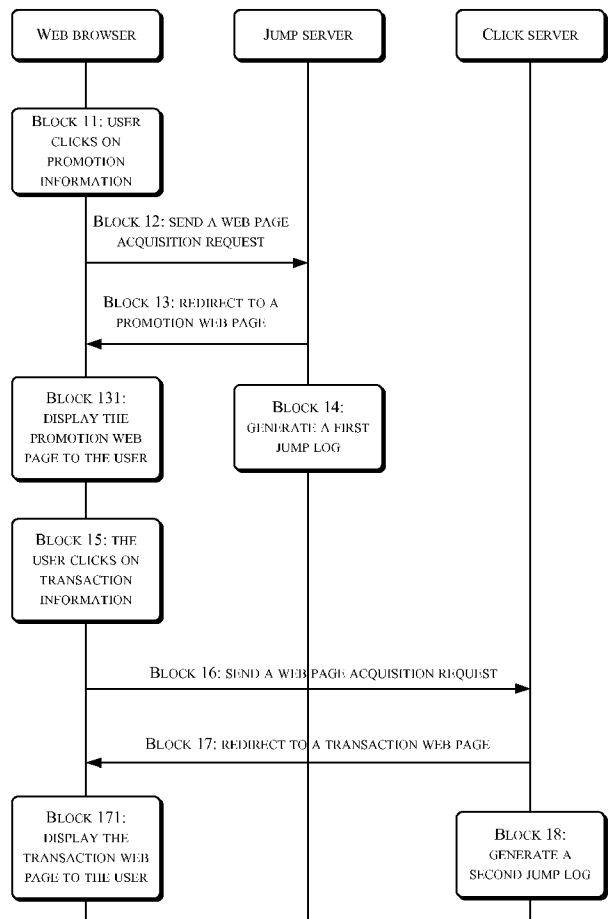 WEB BROWSER
JUMP SERVER
CLICK SERVER
BLOCK 11: USER
CLICKS ON
PROMOTION
INFORMATION
BLOCK 12: SEND A WEB PAGE
ACQUISITION REQUEST
BLOCK 13: REDIRECT TO A
PROMOTION WEB PAGE
BLOCK 131:
DISPLAY THE
PROMOTION WEB
PAGE TO THE USER
BLOCK 14:
GENERATE A FIRST
JUMP LOG
BLOCK 15: THE
USER CLICKS ON
TRANSACTION
INFORMATION
BLOCK 16: SEND A WEB PAGE ACQUISITION REQUEST
BLOCK 17: REDIRECT TO A TRANSACTION WEB PAGE
BLOCK 171:
DISPLAY THE
TRANSACTION WEB
PAGE TO THE USER
BLOCK 18:
GENERATE A
SECOND JUMP LOG